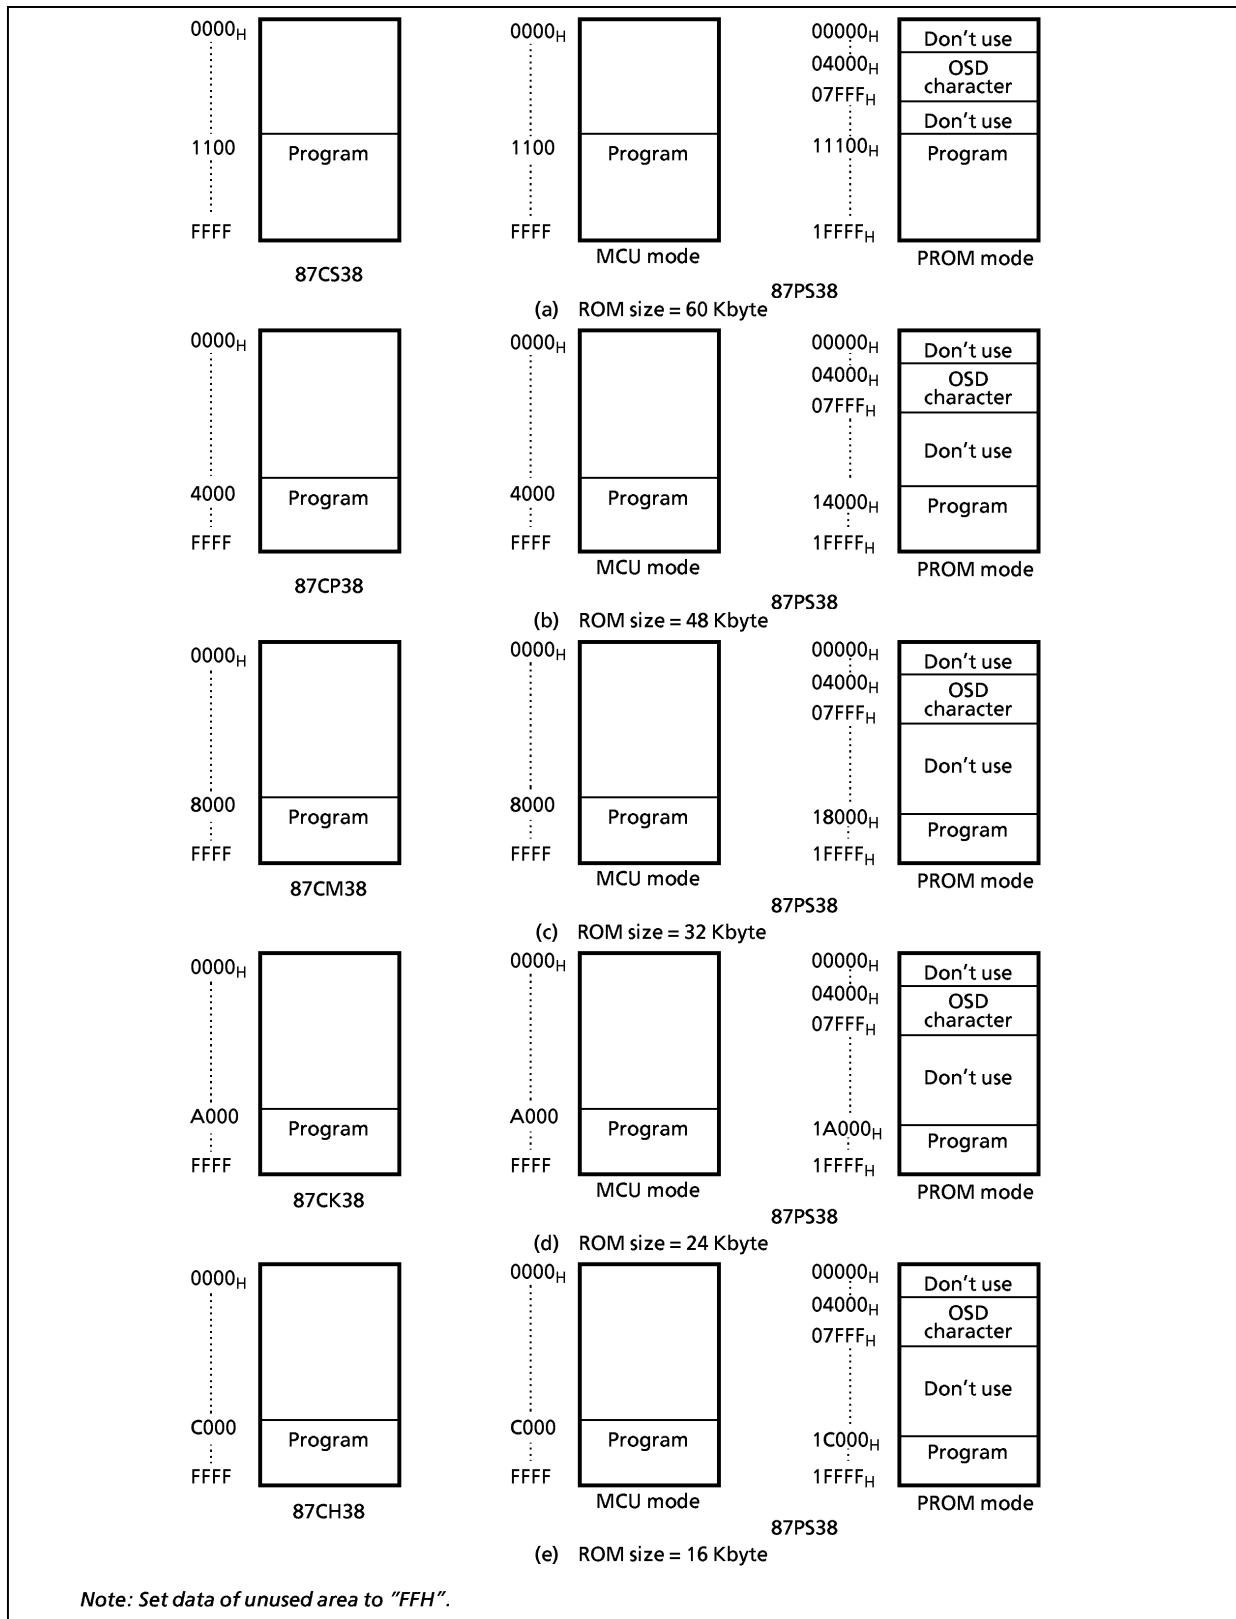 0000H 0000H 00000H Don't use
04000H OSD
character
07FFFH
Don't use
1100 Program 1100 Program 11100H Program
FFFF FFFF 1FFFFH
MCU mode PROM mode
87CS38
87PS38
(a) ROM size = 60 Kbyte
0000H 0000H 00000H Don't use
04000H OSD
character
07FFFH
Don't use
4000 Program 4000 Program 14000H Program
FFFF FFFF 1FFFFH
MCU mode PROM mode
87CP38
87PS38
(b) ROM size = 48 Kbyte
0000H 0000H 00000H Don't use
04000H OSD
character
07FFFH
Don't use
8000 Program 8000 Program 18000H Program
FFFF FFFF 1FFFFH
MCU mode PROM mode
87CM38
87PS38
(c) ROM size = 32 Kbyte
0000H 0000H 00000H Don't use
04000H OSD
character
07FFFH
Don't use
A000 Program A000 Program 1A000H Program
FFFF FFFF 1FFFFH
MCU mode PROM mode
87CK38
87PS38
(d) ROM size = 24 Kbyte
0000H 0000H 00000H Don't use
04000H OSD
character
07FFFH
Don't use
C000 Program C000 Program 1C000H Program
FFFF FFFF 1FFFFH
MCU mode PROM mode
87CH38
87PS38
(e) ROM size = 16 Kbyte
Note: Set data of unused area to "FFH".